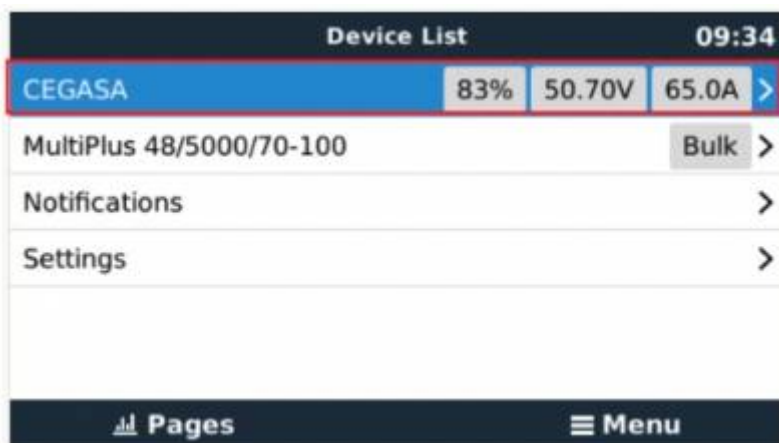 Device List 09:34
CEGASA 83% 50.70V 65.0A
MultiPlus 48/5000/70-100 Bulk
Notifications
Settings
Pages Menu